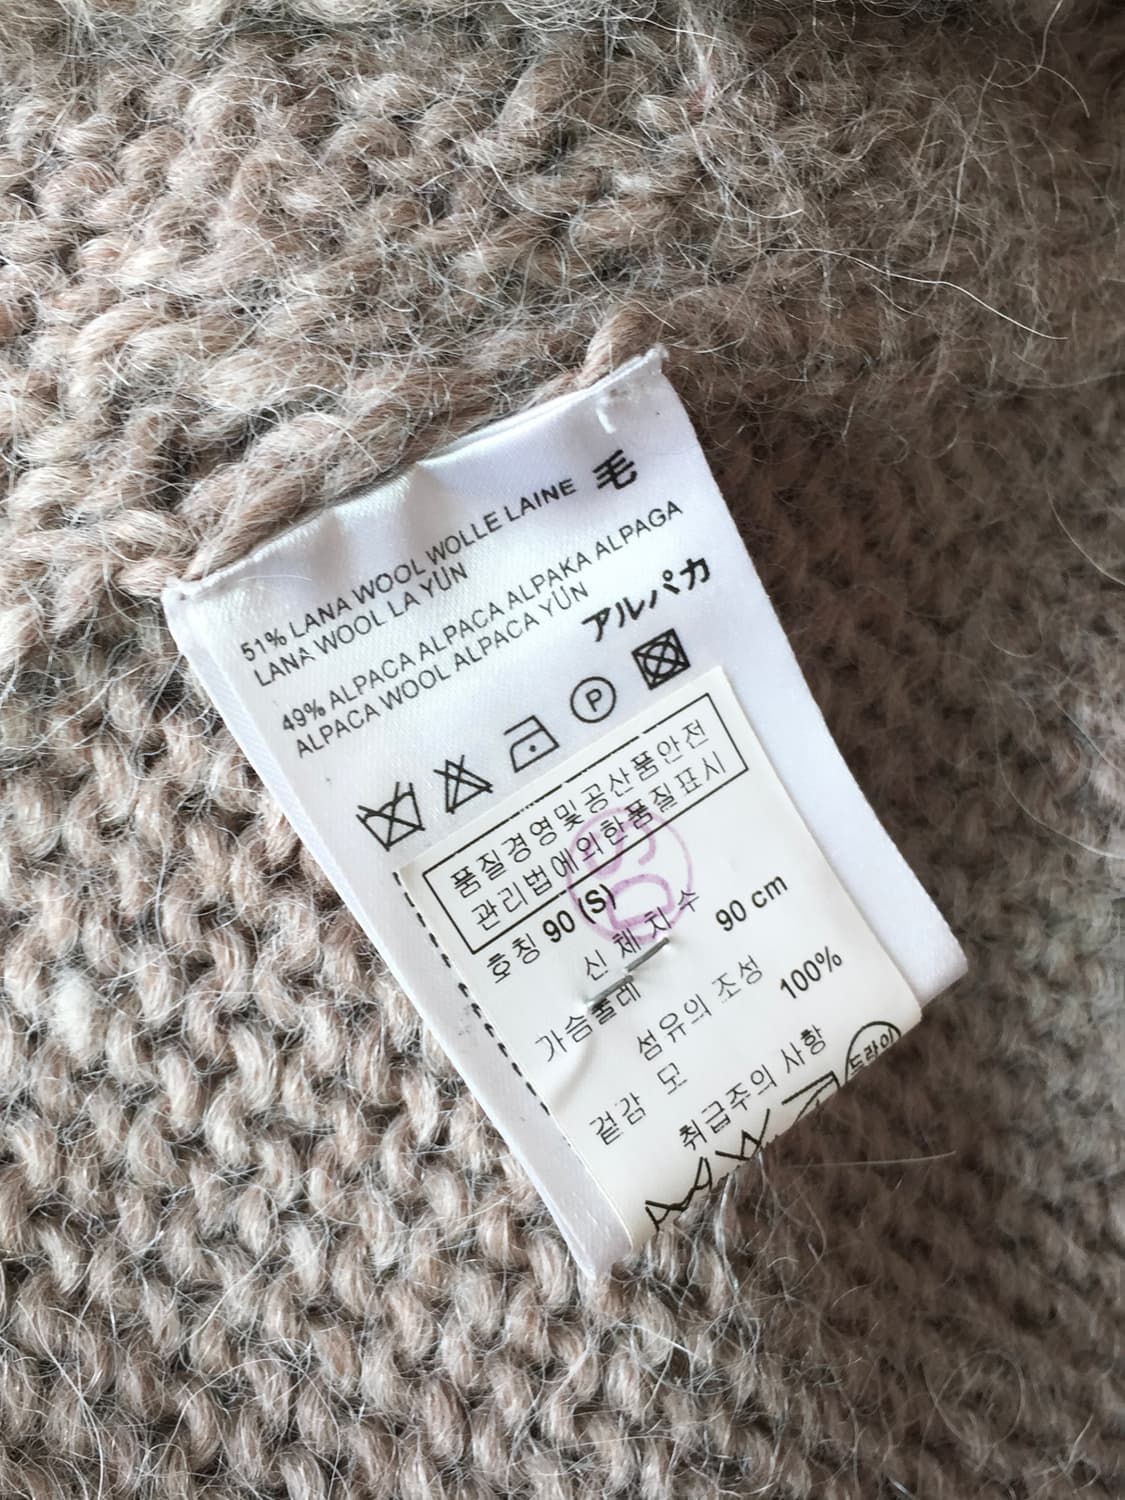 51% LANA WOOL WOLLE LAINE 毛
LANA WOOL LA YÜN
49% ALPACA ALPACA ALPAKA ALPAGA
ALPACA WOOL ALPACA YÜN
アルパカ
P
품질경영및공산품안전
관리법에의한품질표시
호칭 90 (S)
신체치수
가슴둘레 90 cm
섬유의 조성
겉감 모 100%
취급주의 사항
드라이